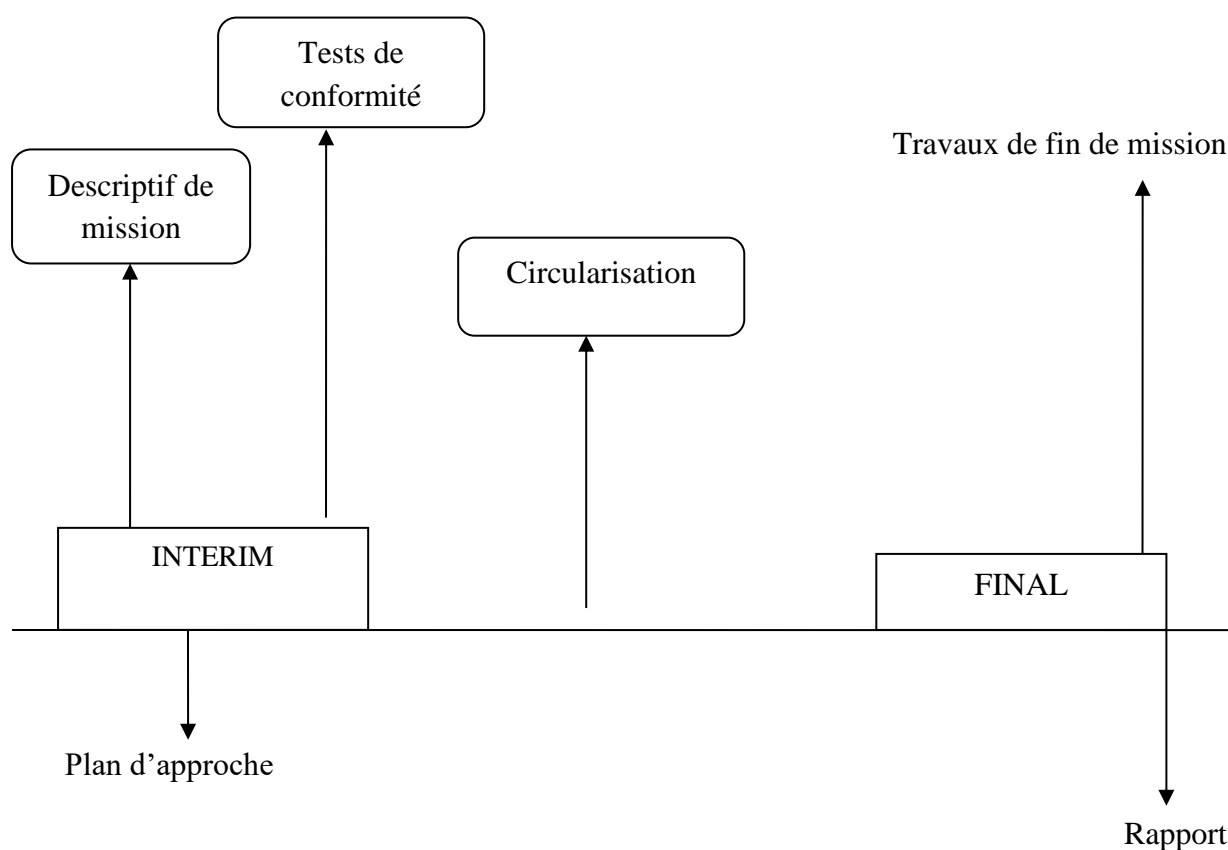 Tests de
conformité
Travaux de fin de mission
Descriptif de
mission
Circularisation
INTERIM
FINAL
Plan d’approche
Rapport